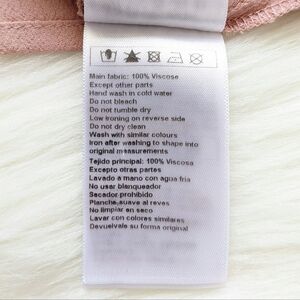 Main fabric: 100% Viscose
Except other parts
Hand wash in cold water
Do not bleach
Do not tumble dry
Low ironing on reverse side
Do not dry clean
Wash with similar colours
Iron after washing to shape into
original measurements
Tejido principal: 100% Viscosa
Excepto otras partes
Lavado a mano con agua fria
No usar blanqueador
Secador prohibido
Plancha suave al reves
No limpiar en seco
Lavar con colores similares
Devuelvale su forma original